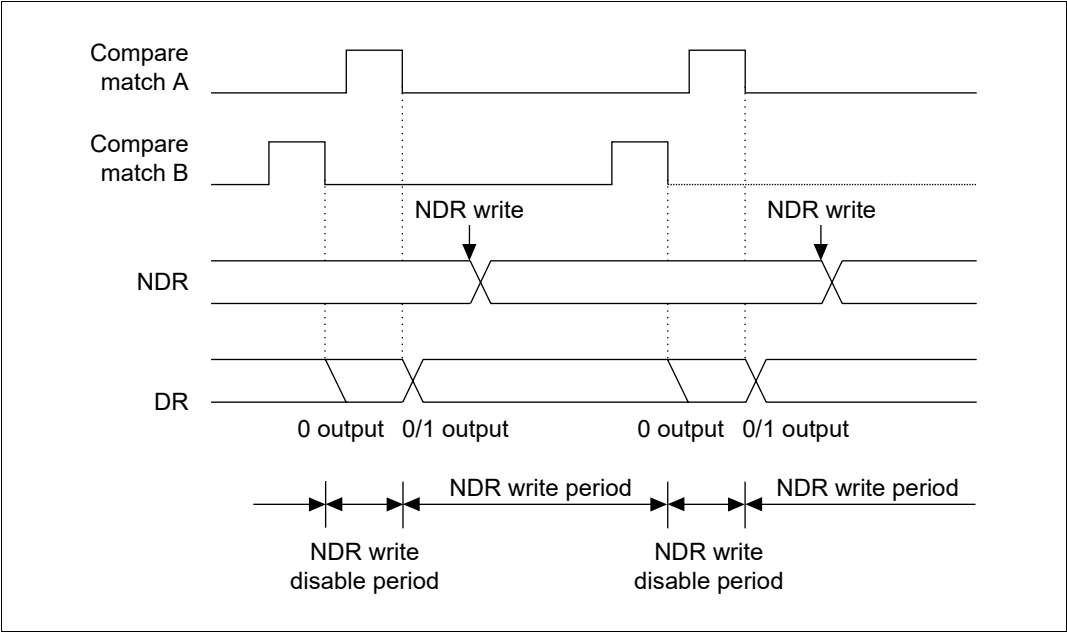 Compare
match A
Compare
match B
NDR write
NDR write
NDR
DR
0 output
0/1 output
0 output
0/1 output
NDR write period
NDR write period
NDR write
disable period
NDR write
disable period